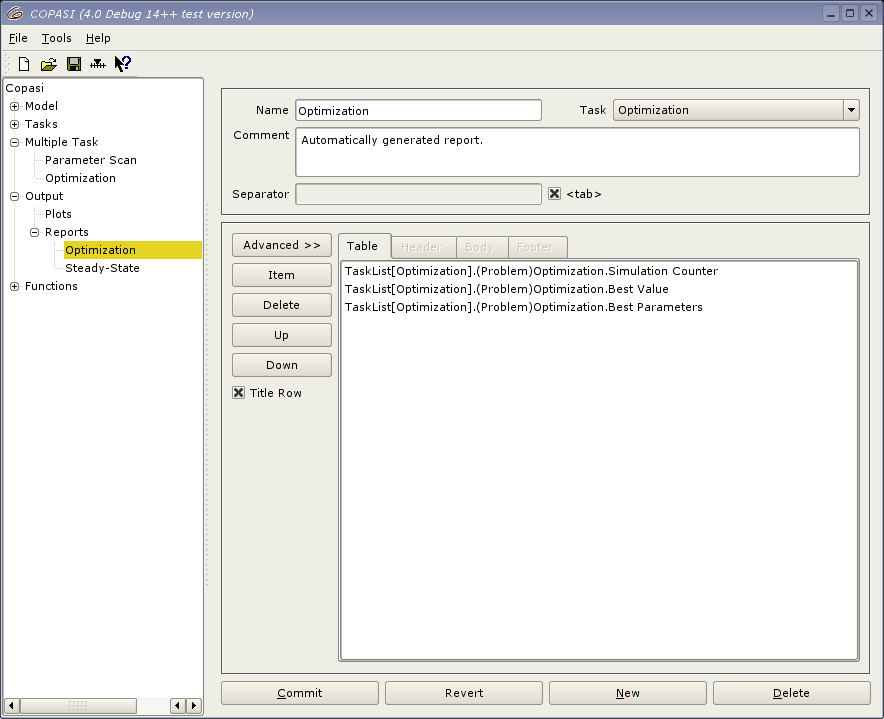 COPASI (4.0 Debug 14++ test version)
File Tools Help
Copasi
Model
Tasks
Multiple Task
Parameter Scan
Optimization
Output
Plots
Reports
Optimization
Steady-State
Functions
Name Optimization Task Optimization
Comment Automatically generated report.
Separator <tab>
Advanced >>
Item
Delete
Up
Down
Title Row
Table Header Body Footer
TaskList[Optimization].(Problem)Optimization.Simulation Counter
TaskList[Optimization].(Problem)Optimization.Best Value
TaskList[Optimization].(Problem)Optimization.Best Parameters
Commit Revert New Delete